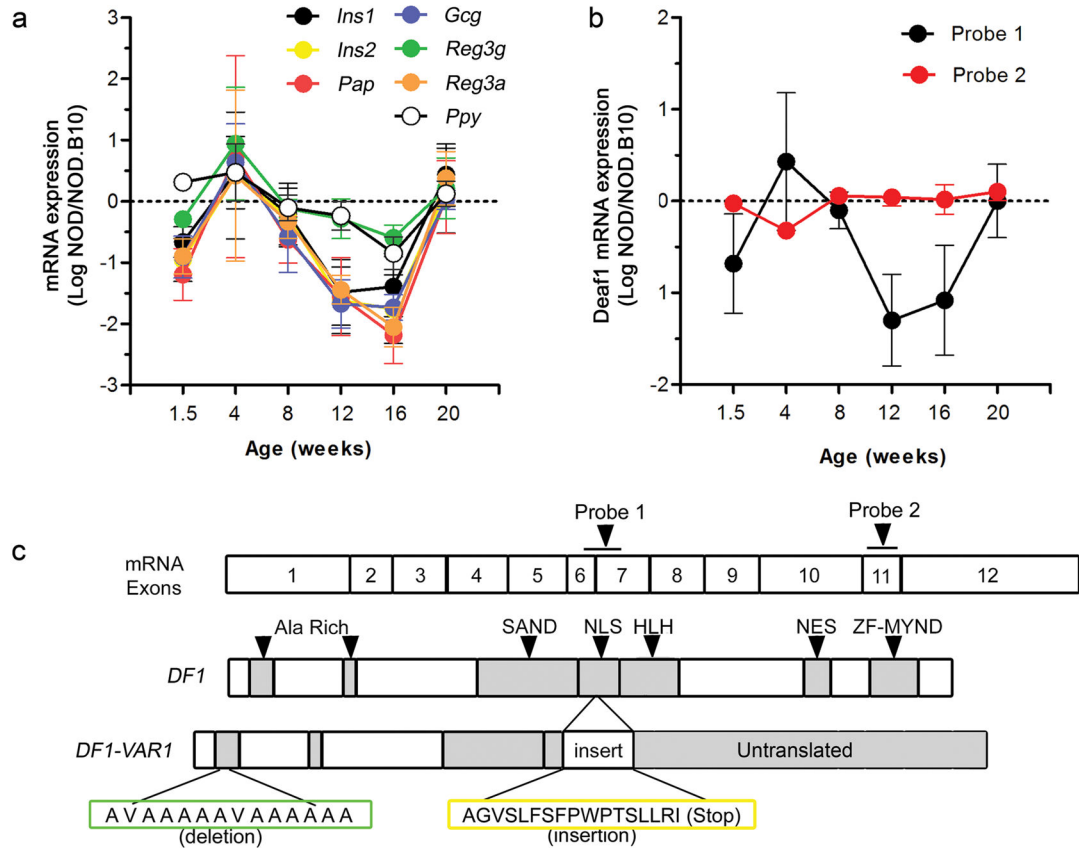 a
mRNA expression
(Log NOD/NOD.B10)
3
2
1
0
-1
-2
-3
1.5 4 8 12 16 20
Age (weeks)
Ins1
Ins2
Pap
Gcg
Reg3g
Reg3a
Ppy
b
Deaf1 mRNA expression
(Log NOD/NOD.B10)
2
1
0
1
-2
1.5 4 8 12 16 20
Age (weeks)
Probe 1
Probe 2
c
Probe 1 Probe 2
mRNA
Exons
1 2 3 4 5 6 7 8 9 10 11 12
Ala Rich SAND NLS HLH NES ZF-MYND
DF1
DF1-VAR1
insert Untranslated
A V A A A A A V A A A A A A
(deletion)
AGVSLFSFPWPTSLLRI (Stop)
(insertion)